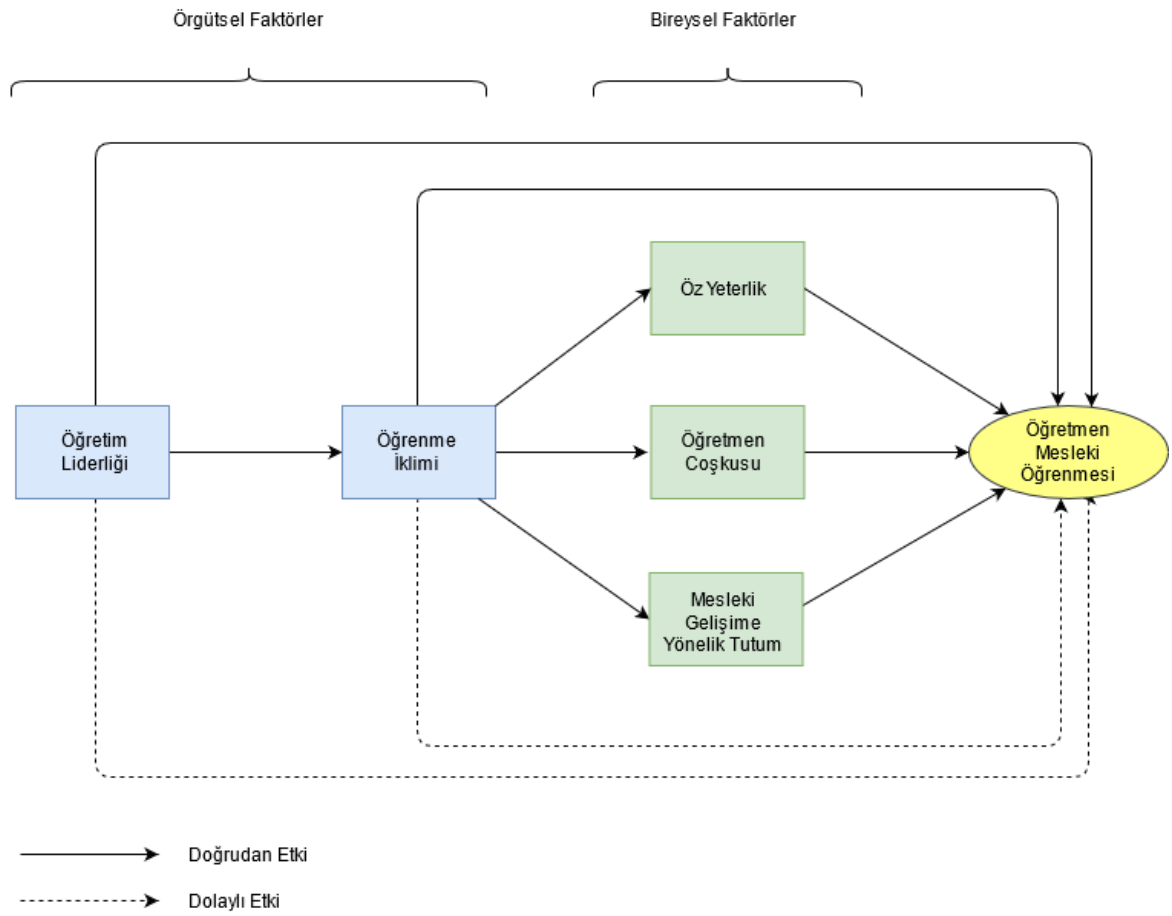 Örgütsel Faktörler
Bireysel Faktörler
Öz Yeterlik
Öğretim
Liderliği
Öğrenme
İklimi
Öğretmen
Coşkusu
Öğretmen
Mesleki
Öğrenmesi
Mesleki
Gelişime
Yönelik Tutum
Doğrudan Etki
Dolaylı Etki